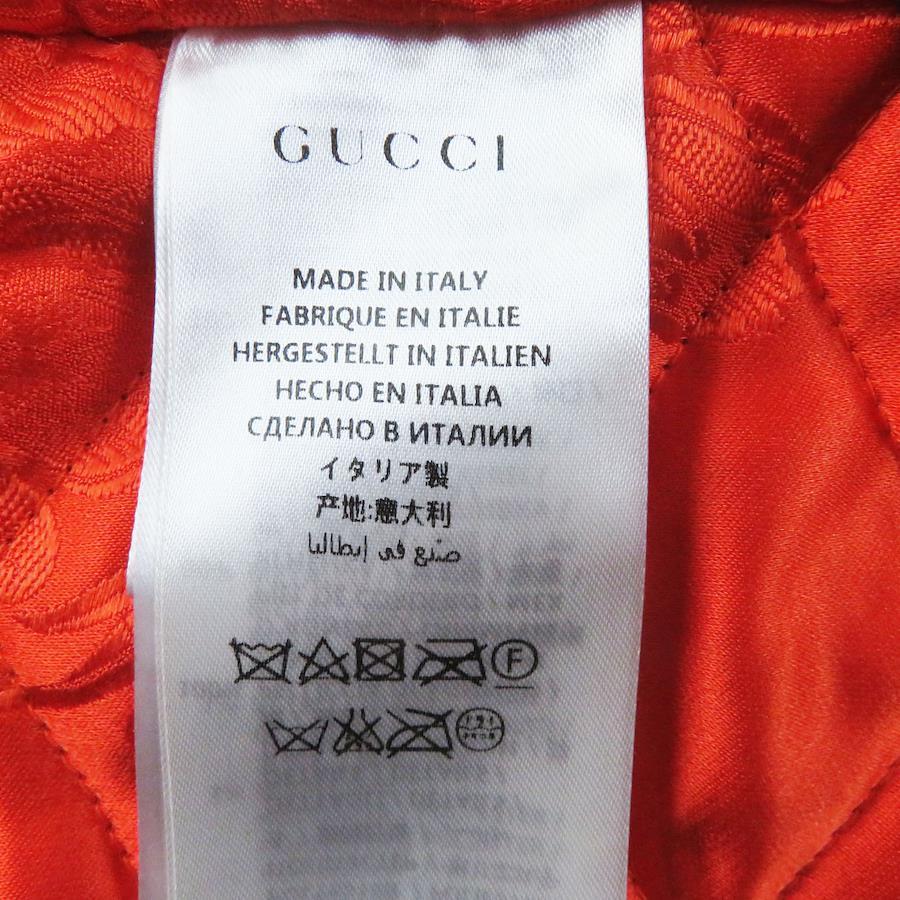 GUCCI
MADE IN ITALY
FABRIQUE EN ITALIE
HERGESTELLT IN ITALIEN
HECHO EN ITALIA
СДЕЛАНО В ИТАЛИИ
イタリア製
产地:意大利
صنع في إيطاليا
F